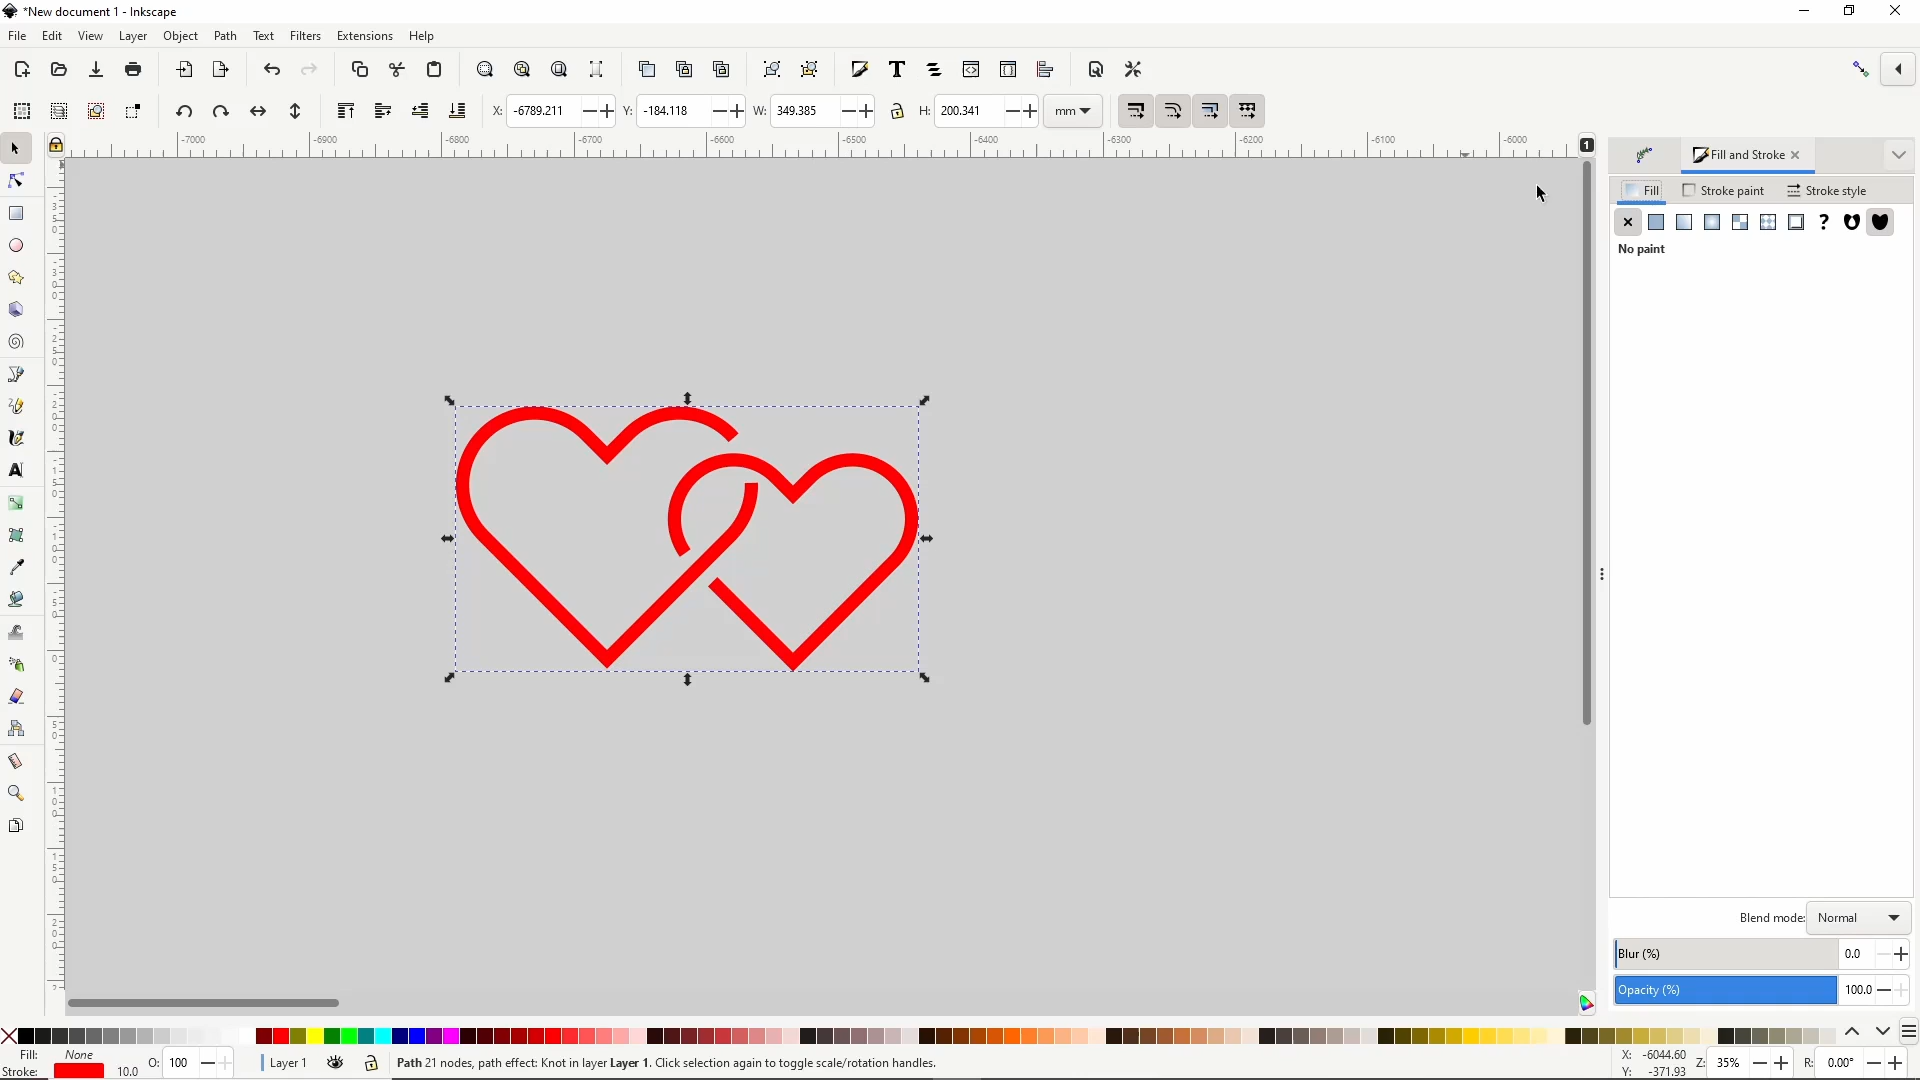 *New document 1 - Inkscape
File Edit View Layer Object Path Text Filters Extensions Help
X: -6789.211 Y: -184.118 W: 349.385 H: 200.341 mm
-7000 -6900 -6800 -6700 -6600 -6500 -6400 -6300 -6200 -6100 -6000
1
Fill and Stroke
Fill Stroke paint Stroke style
No paint
Blend mode: Normal
Blur (%) 0.0
Opacity (%) 100.0
Fill: None
Stroke: 10.0
O: 100
Layer 1
Path 21 nodes, path effect: Knot in layer Layer 1. Click selection again to toggle scale/rotation handles.
X: -6044.60
Y: -371.93
Z: 35%
R: 0.00°